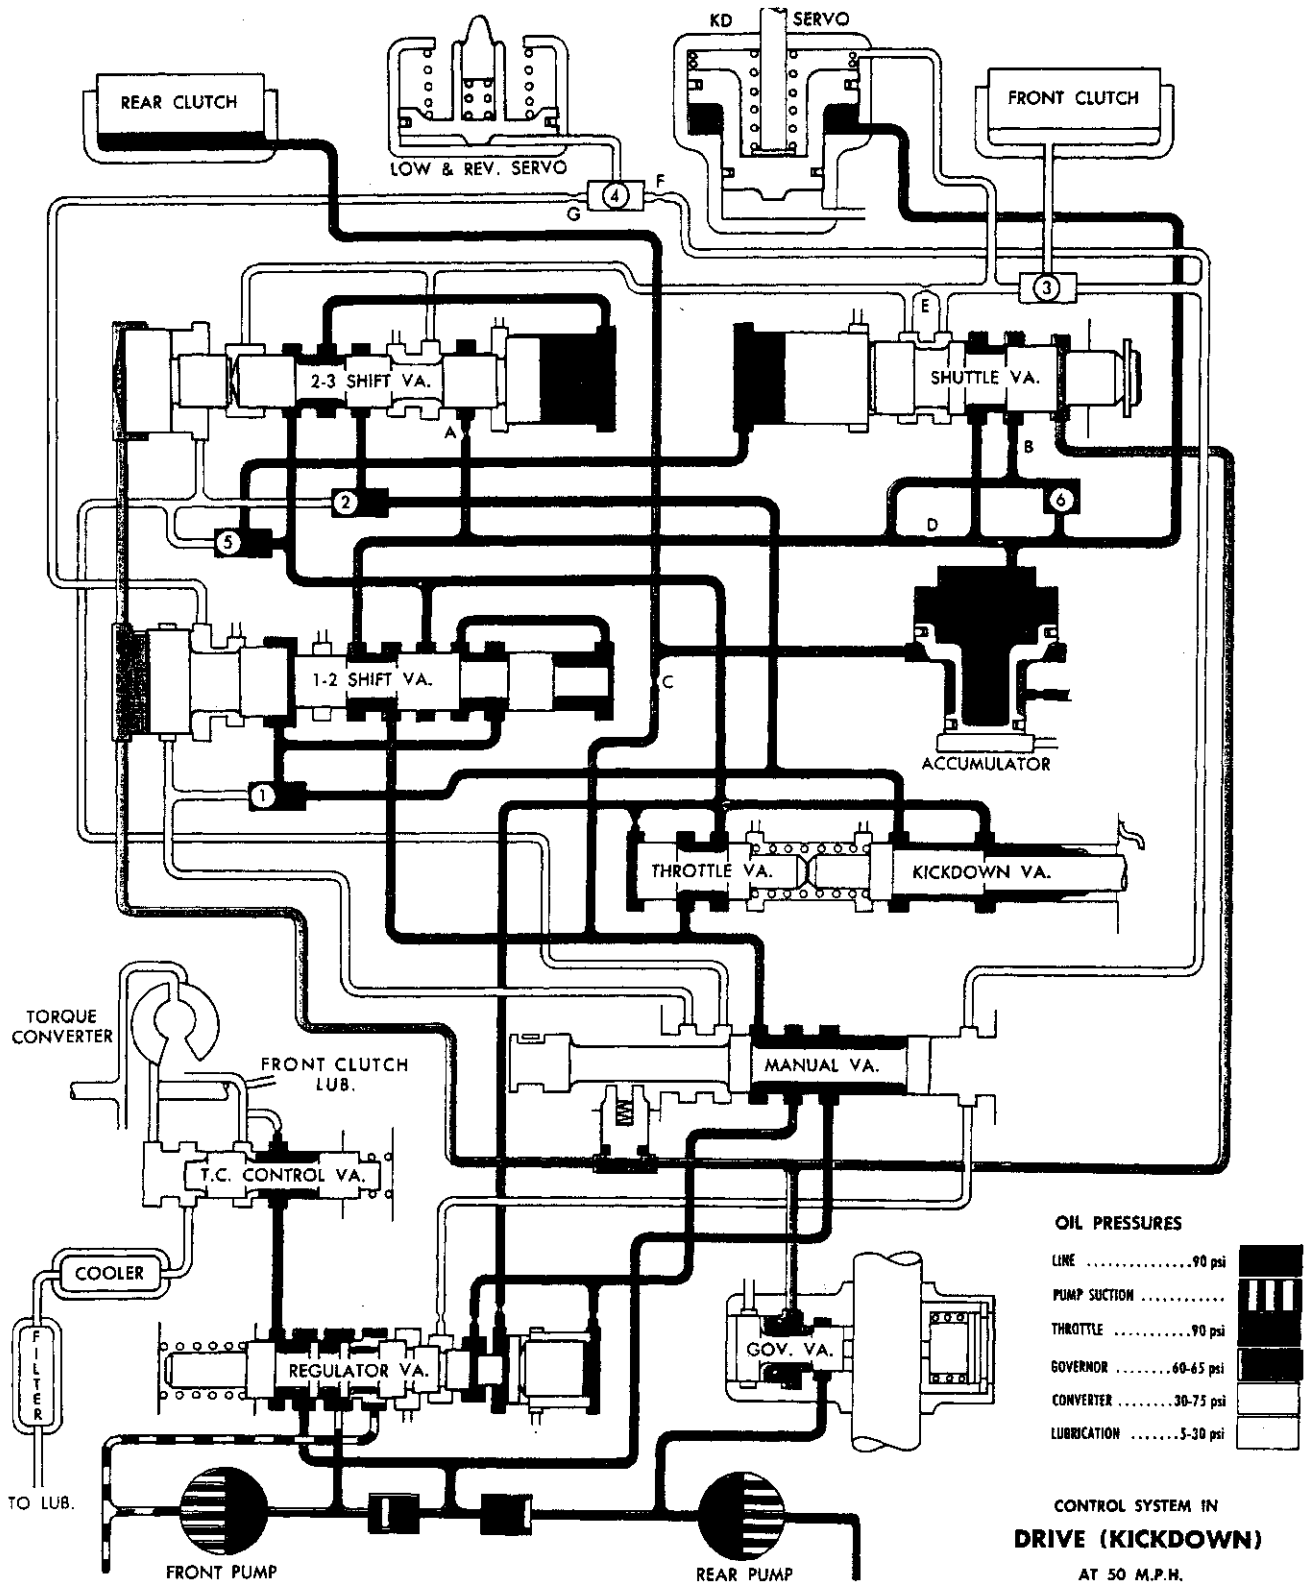 KD SERVO
REAR CLUTCH
FRONT CLUTCH
LOW & REV. SERVO
4
F
G
3
E
2-3 SHIFT VA.
SHUTTLE VA.
A
B
2
6
5
D
1-2 SHIFT VA.
C
ACCUMULATOR
1
THROTTLE VA.
KICKDOWN VA.
TORQUE
CONVERTER
FRONT CLUTCH
LUB.
MANUAL VA.
T.C. CONTROL VA.
COOLER
FILTER
TO LUB.
REGULATOR VA.
GOV. VA.
OIL PRESSURES
LINE ...............90 psi
PUMP SUCTION ............
THROTTLE .........90 psi
GOVERNOR ........60-65 psi
CONVERTER ........30-75 psi
LUBRICATION .......5-30 psi
FRONT PUMP
REAR PUMP
CONTROL SYSTEM IN
DRIVE (KICKDOWN)
AT 50 M.P.H.